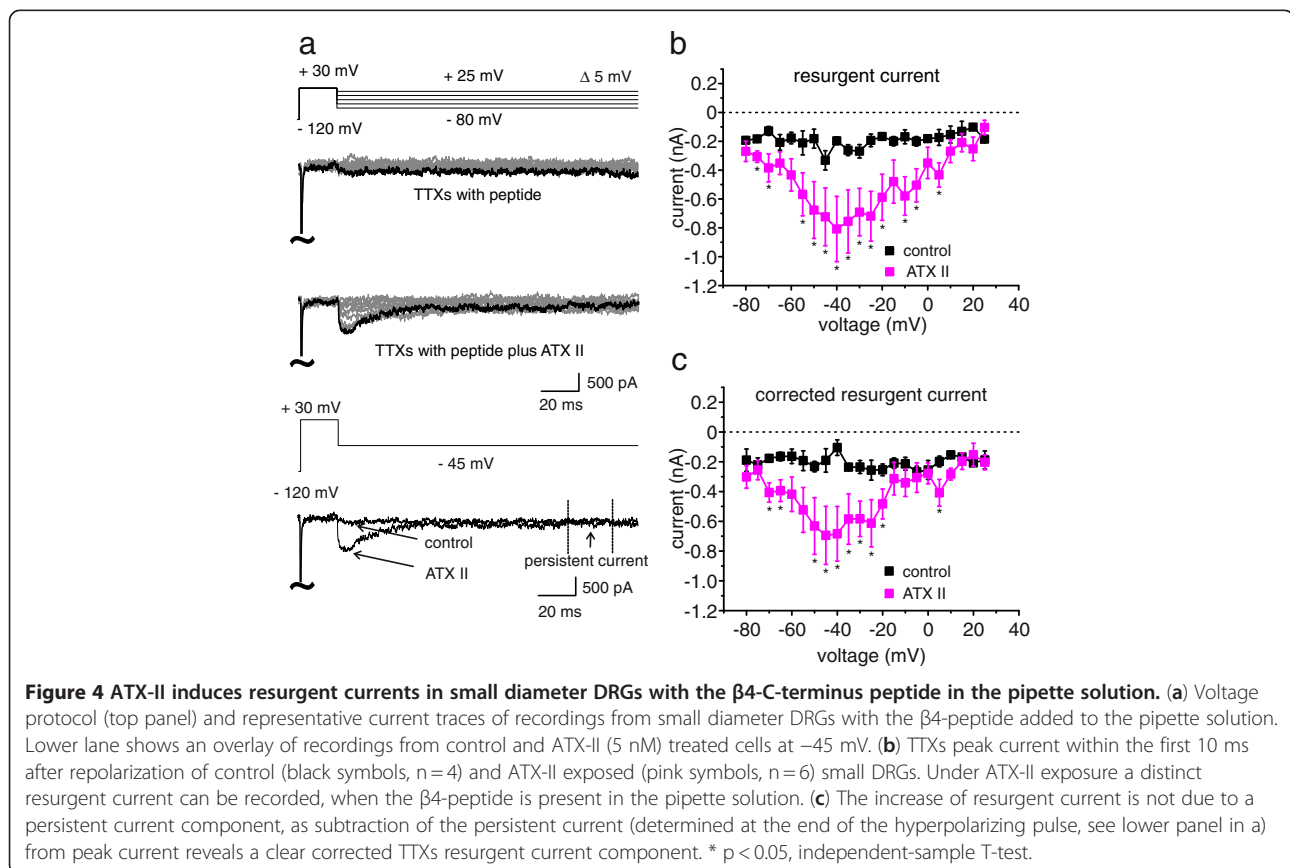 a
+ 30 mV
+ 25 mV
Δ 5 mV
- 120 mV
- 80 mV
TTXs with peptide
~
TTXs with peptide plus ATX II
~
500 pA
20 ms
+ 30 mV
- 45 mV
- 120 mV
control
persistent current
ATX II
~
500 pA
20 ms
b
resurgent current
0.2
0
-0.2
-0.4
-0.6
-0.8
-1.0
-1.2
current (nA)
* * * * * * * * * * * * * *
control
ATX II
-80 -60 -40 -20 0 20 40
voltage (mV)
c
corrected resurgent current
0.2
0
-0.2
-0.4
-0.6
-0.8
-1.0
-1.2
current (nA)
* * * * * * * * * *
control
ATX II
-80 -60 -40 -20 0 20 40
voltage (mV)
Figure 4 ATX-II induces resurgent currents in small diameter DRGs with the β4-C-terminus peptide in the pipette solution. (a) Voltage
protocol (top panel) and representative current traces of recordings from small diameter DRGs with the β4-peptide added to the pipette solution.
Lower lane shows an overlay of recordings from control and ATX-II (5 nM) treated cells at −45 mV. (b) TTXs peak current within the first 10 ms
after repolarization of control (black symbols, n = 4) and ATX-II exposed (pink symbols, n = 6) small DRGs. Under ATX-II exposure a distinct
resurgent current can be recorded, when the β4-peptide is present in the pipette solution. (c) The increase of resurgent current is not due to a
persistent current component, as subtraction of the persistent current (determined at the end of the hyperpolarizing pulse, see lower panel in a)
from peak current reveals a clear corrected TTXs resurgent current component. * p < 0.05, independent-sample T-test.